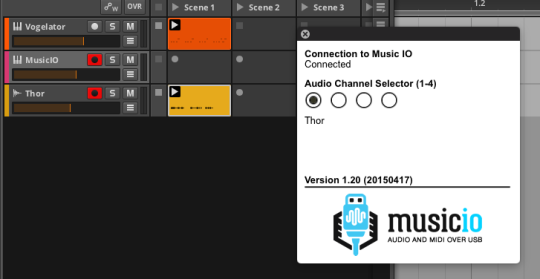 OVR
Scene 1
Scene 2
Scene 3
1.2
Vogelator
S
M
MusicIO
S
M
Thor
S
M
Connection to Music IO
Connected
Audio Channel Selector (1-4)
Thor
Version 1.20 (20150417)
musicio
AUDIO AND MIDI OVER USB